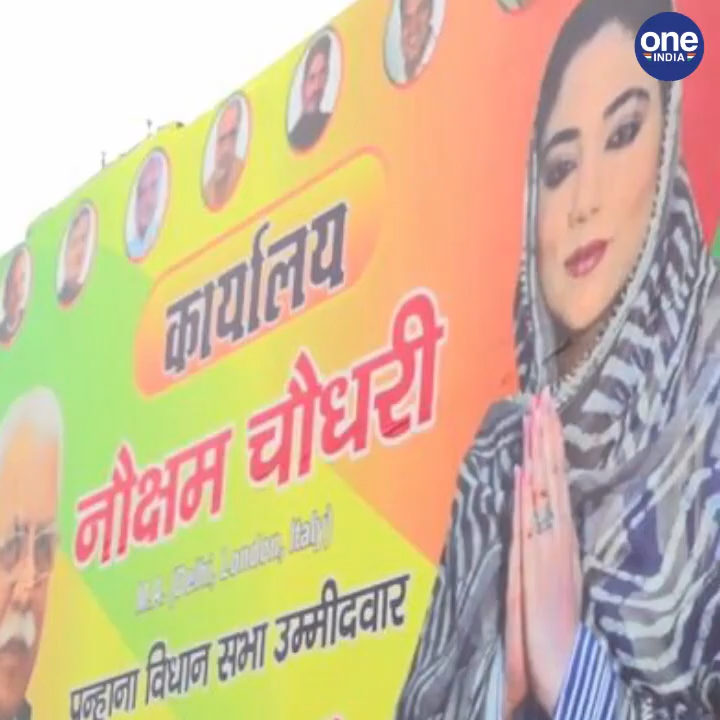 one
INDIA
कार्यालय
नौक्षम चौधरी
M.A. (Delhi, London, Italy)
पुन्हाना विधान सभा उम्मीदवार